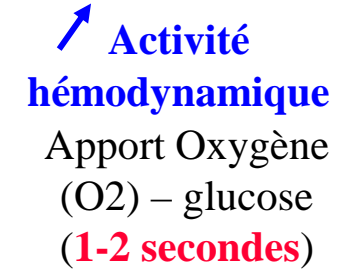 Activité
hémodynamique
Apport Oxygène
(O2) – glucose
(1-2 secondes)